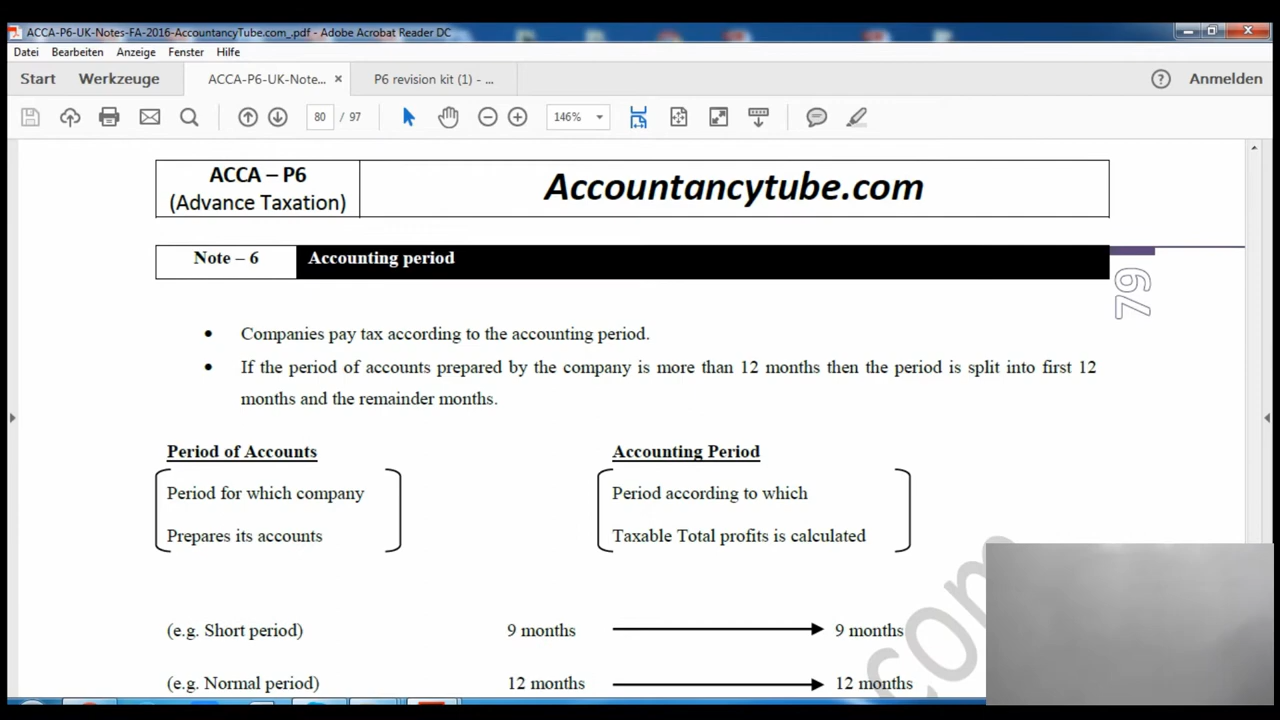 ACCA-P6-UK-Notes-FA-2016-AccountancyTube.com_.pdf - Adobe Acrobat Reader DC
Datei Bearbeiten Anzeige Fenster Hilfe
Start Werkzeuge ACCA-P6-UK-Note... × P6 revision kit (1) - ... ? Anmelden
80 / 97 146%
ACCA – P6
(Advance Taxation)
Accountancytube.com
Note – 6 Accounting period
79
• Companies pay tax according to the accounting period.
• If the period of accounts prepared by the company is more than 12 months then the period is split into first 12
months and the remainder months.
Period of Accounts Accounting Period
Period for which company Period according to which
Prepares its accounts Taxable Total profits is calculated
(e.g. Short period) 9 months 9 months
(e.g. Normal period) 12 months 12 months
com